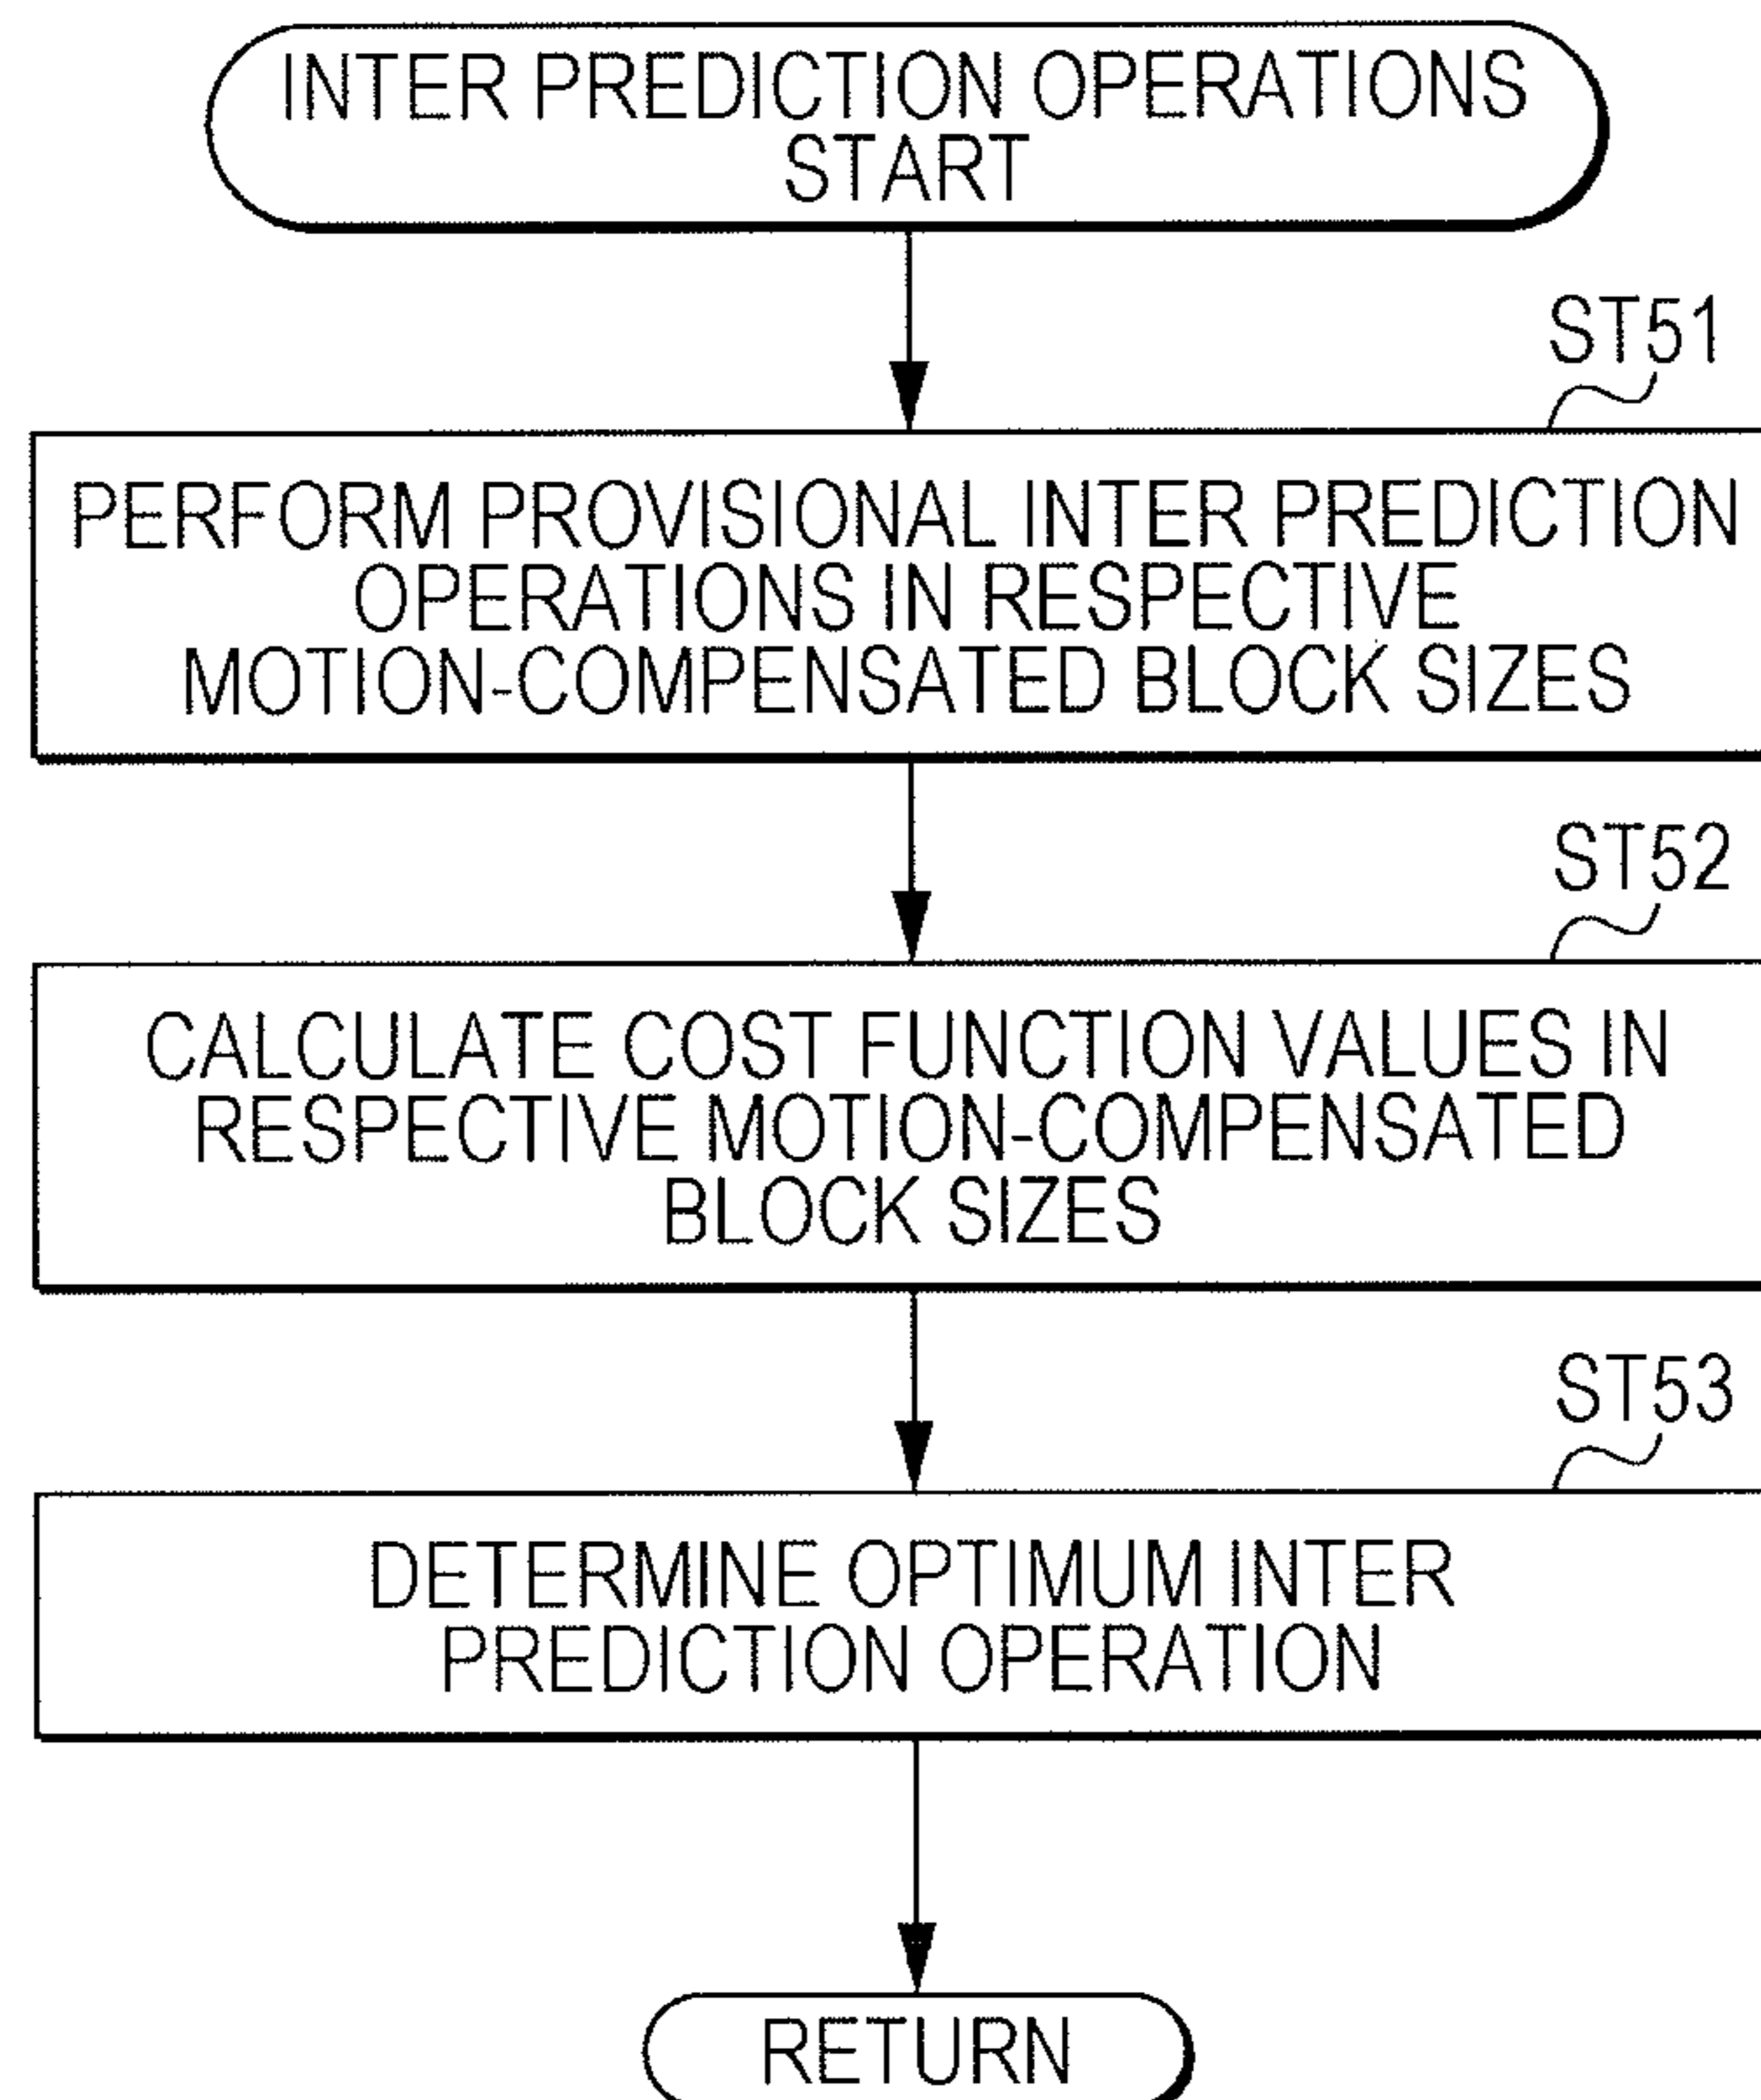 INTER PREDICTION OPERATIONS
START
ST51
PERFORM PROVISIONAL INTER PREDICTION
OPERATIONS IN RESPECTIVE
MOTION-COMPENSATED BLOCK SIZES
ST52
CALCULATE COST FUNCTION VALUES IN
RESPECTIVE MOTION-COMPENSATED
BLOCK SIZES
ST53
DETERMINE OPTIMUM INTER
PREDICTION OPERATION
RETURN